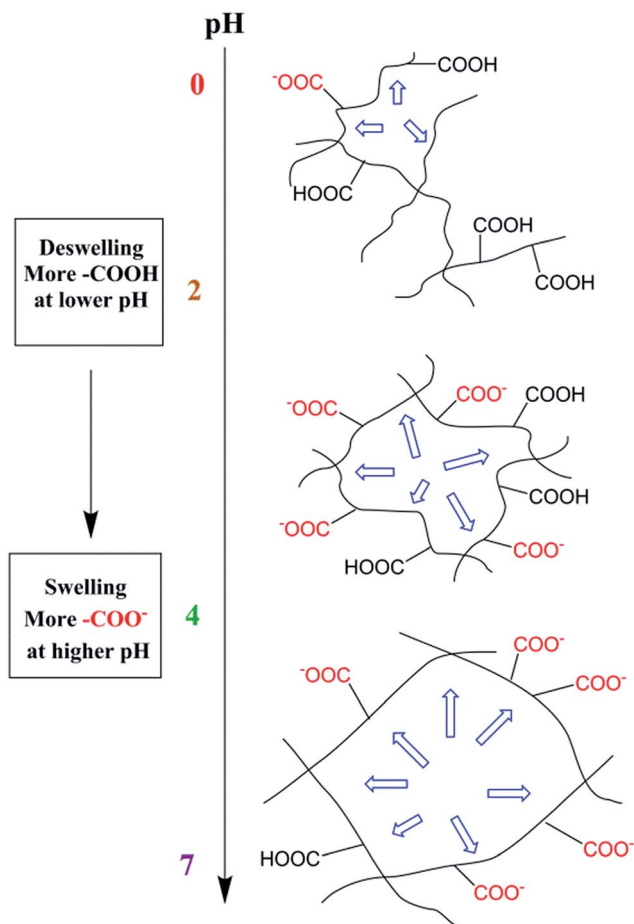 pH
0
⁻OOC
COOH
HOOC
COOH
COOH
Deswelling
More -COOH
at lower pH
2
⁻OOC
COO⁻
COOH
COOH
⁻OOC
COO⁻
HOOC
Swelling
More -COO⁻
at higher pH
4
COO⁻
⁻OOC
COO⁻
COO⁻
7
HOOC
COO⁻